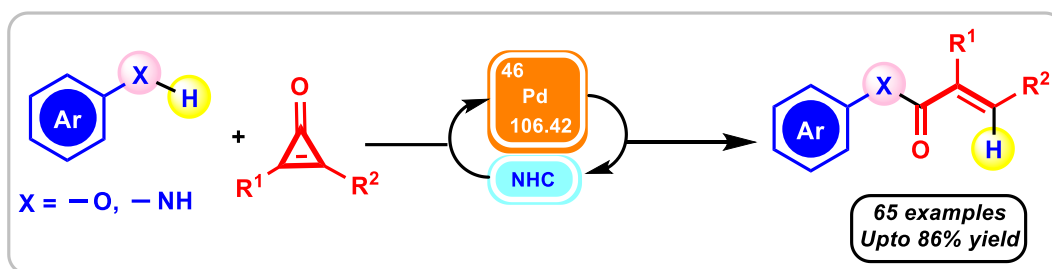 X
H
Ar
X = – O, – NH
+
O
R¹
R²
46
Pd
106.42
NHC
Ar
X
O
R¹
R²
H
65 examples
Upto 86% yield